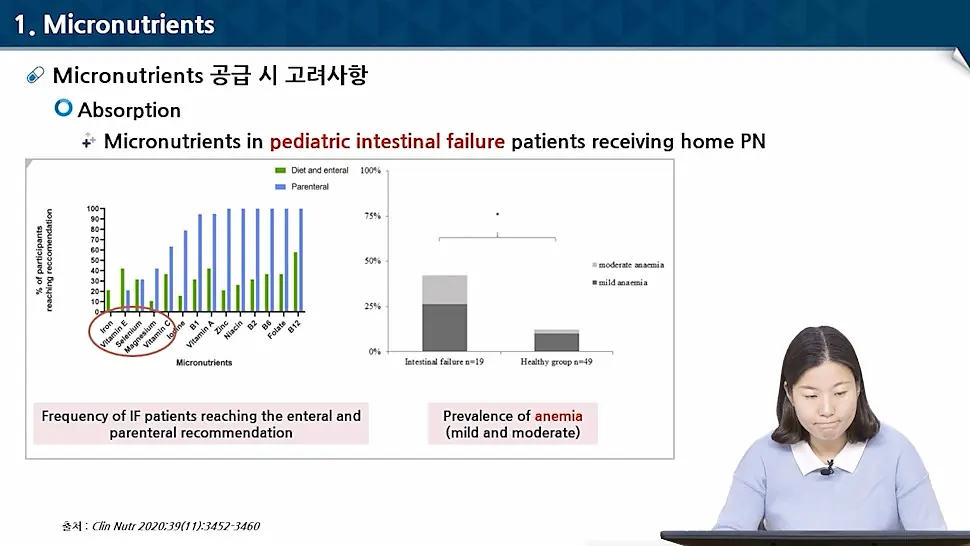 1. Micronutrients
Micronutrients 공급 시 고려사항
Absorption
Micronutrients in pediatric intestinal failure patients receiving home PN
Diet and enteral
Parenteral
% of participants
reaching reccomendation
100
90
80
70
60
50
40
30
20
10
0
Iron
Vitamin E
Selenium
Magnesium
Vitamin C
Iodine
B1
Vitamin A
Zinc
Niacin
B2
B6
Folate
B12
Micronutrients
100%
75%
50%
25%
0%
*
moderate anaemia
mild anaemia
Intestinal failure n=19
Healthy group n=49
Frequency of IF patients reaching the enteral and
parenteral recommendation
Prevalence of anemia
(mild and moderate)
출처 : Clin Nutr 2020;39(11):3452-3460